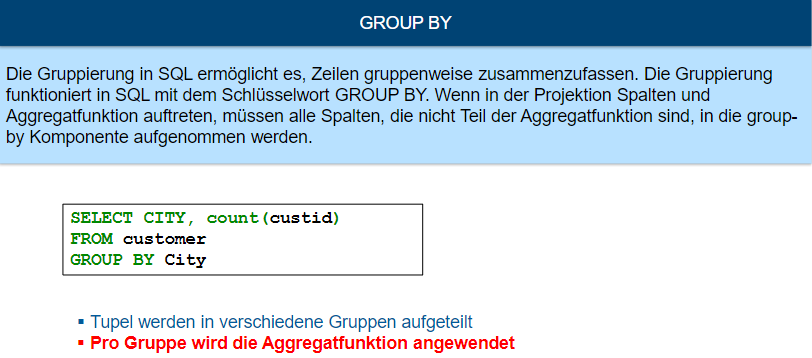 GROUP BY
Die Gruppierung in SQL ermöglicht es, Zeilen gruppenweise zusammenzufassen. Die Gruppierung
funktioniert in SQL mit dem Schlüsselwort GROUP BY. Wenn in der Projektion Spalten und
Aggregatfunktion auftreten, müssen alle Spalten, die nicht Teil der Aggregatfunktion sind, in die group-
by Komponente aufgenommen werden.
SELECT CITY, count(custid)
FROM customer
GROUP BY City
▪ Tupel werden in verschiedene Gruppen aufgeteilt
▪ Pro Gruppe wird die Aggregatfunktion angewendet